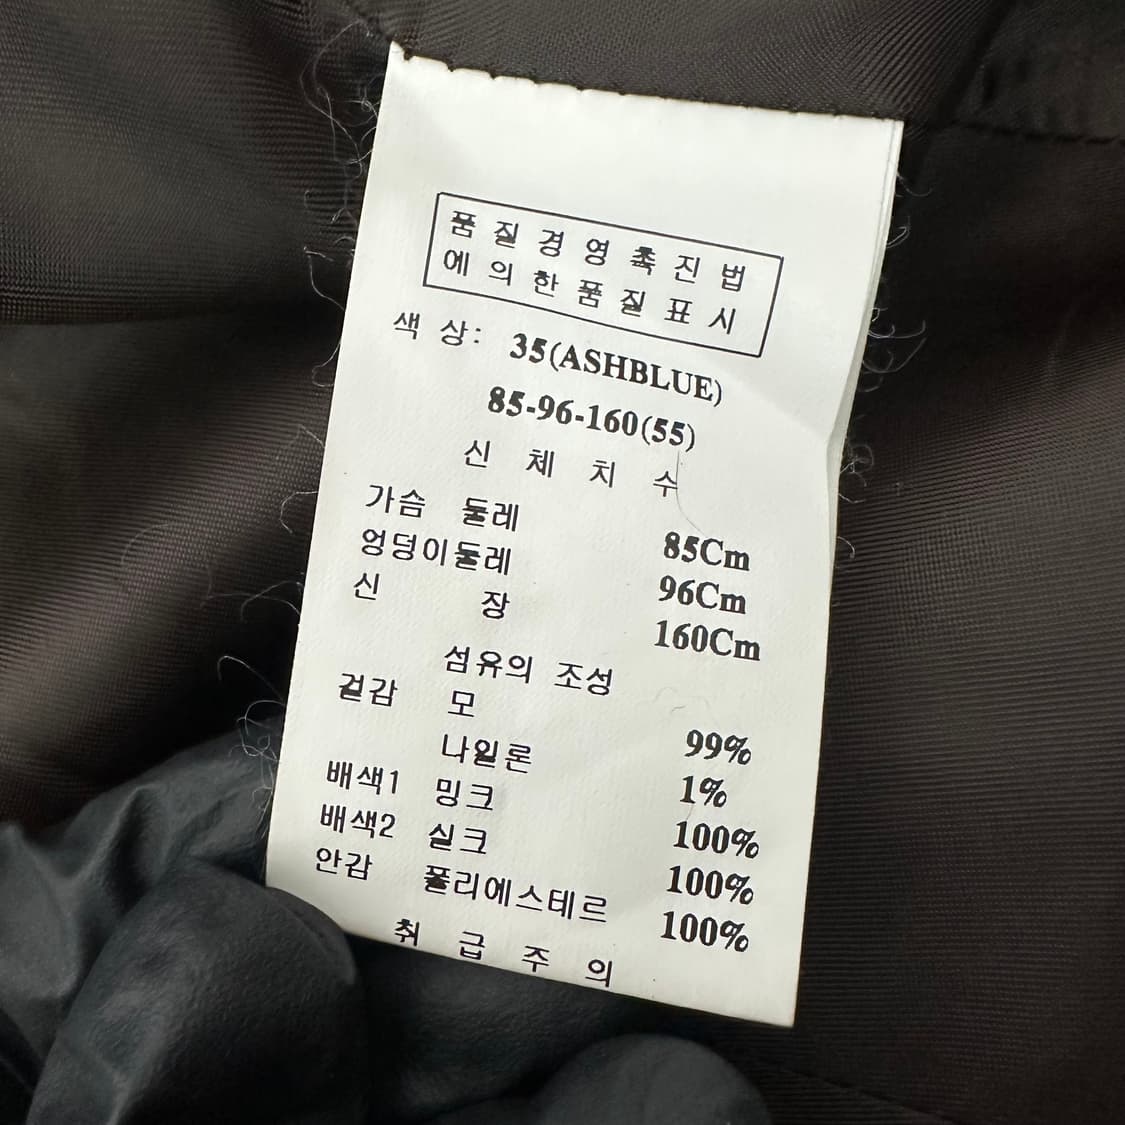 품질경영촉진법
에의한품질표시
색상: 35(ASHBLUE)
85-96-160(55)
신체치수
가슴 둘레 85Cm
엉덩이둘레 96Cm
신장 160Cm
섬유의 조성
겉감 모 99%
나일론 1%
배색1 밍크 100%
배색2 실크 100%
안감 폴리에스테르 100%
취급주의